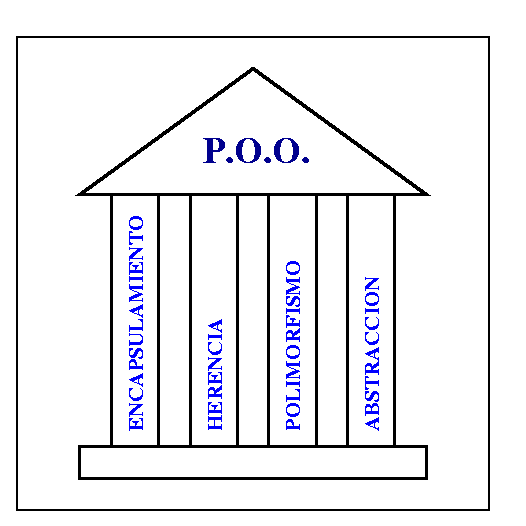 P.O.O.
ENCAPSULAMIENTO
HERENCIA
POLIMORFISMO
ABSTRACCION